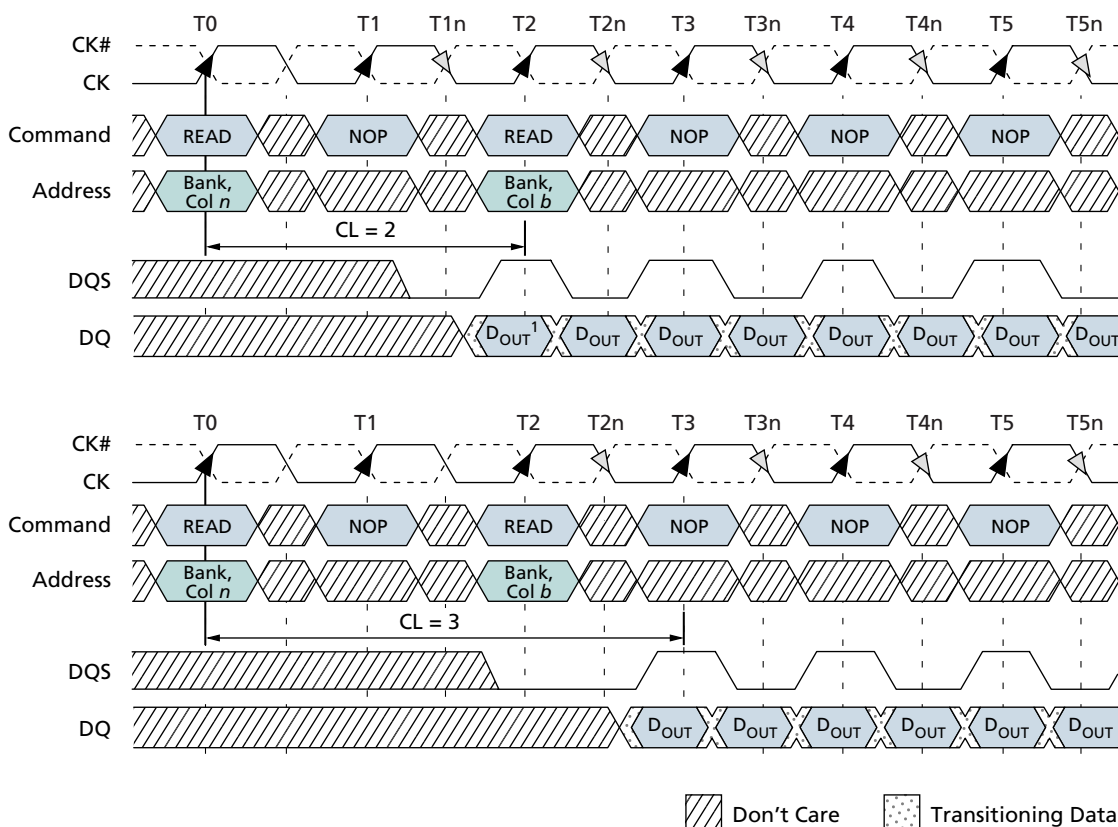 T0 T1 T1n T2 T2n T3 T3n T4 T4n T5 T5n
CK#
CK
Command READ NOP READ NOP NOP NOP
Address Bank, Col n Bank, Col b
CL = 2
DQS
DQ DOUT1 DOUT DOUT DOUT DOUT DOUT DOUT DOUT
T0 T1 T2 T2n T3 T3n T4 T4n T5 T5n
CK#
CK
Command READ NOP READ NOP NOP NOP
Address Bank, Col n Bank, Col b
CL = 3
DQS
DQ DOUT DOUT DOUT DOUT DOUT DOUT
Don't Care Transitioning Data